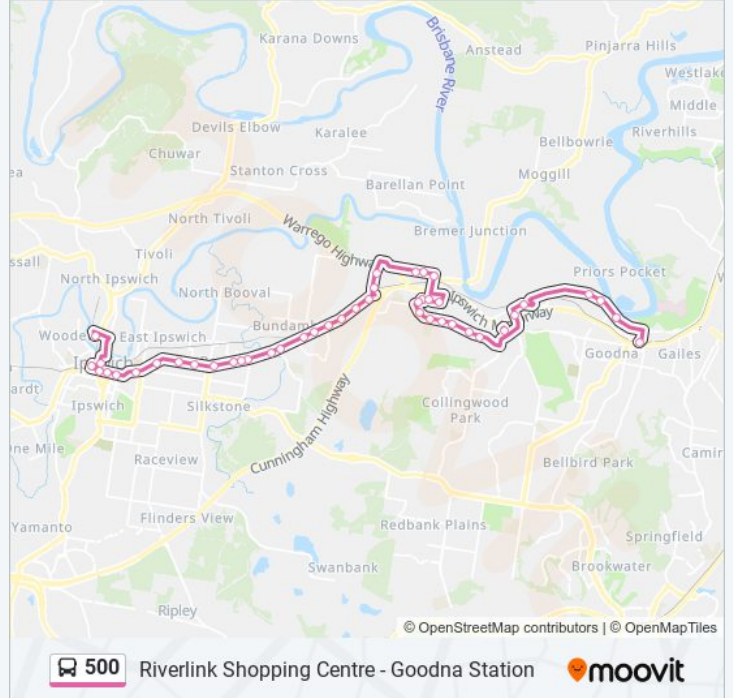 Karana Downs
Brisbane River
Anstead
Pinjarra Hills
Westlake
Middle
Devils Elbow
Karalee
Riverhills
Bellbowrie
Chuwar
Stanton Cross
Moggill
Barellan Point
North Tivoli
Warrego Highway
Bremer Junction
Tivoli
Priors Pocket
North Ipswich
North Booval
Ipswich Motorway
East Ipswich
Goodna
Gailes
Ipswich
Silkstone
Collingwood
Park
One Mile
Raceview
Cunningham Highway
Bellbird Park
Flinders View
Redbank Plains
Yamanto
Springfield
Swanbank
Brookwater
Ripley
© OpenStreetMap contributors | © OpenMapTiles
500 Riverlink Shopping Centre - Goodna Station moovit